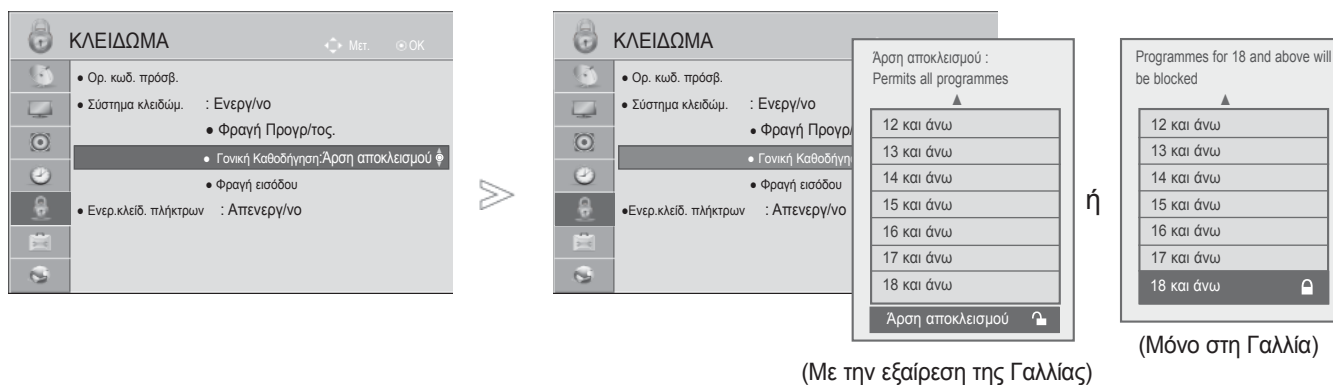 ΚΛΕΙΔΩΜΑ
Μετ. OK
● Ορ. κωδ. πρόσβ.
● Σύστημα κλειδώμ. : Ενεργ/νο
● Φραγή Προγρ/τος.
● Γονική Καθοδήγηση:Άρση αποκλεισμού
● Φραγή εισόδου
● Ενερ.κλείδ. πλήκτρων : Απενεργ/νο
ΚΛΕΙΔΩΜΑ
● Ορ. κωδ. πρόσβ.
● Σύστημα κλειδώμ. : Ενεργ/νο
● Φραγή Προγρ/
● Γονική Καθοδήγη
● Φραγή εισόδου
●Ενερ.κλείδ. πλήκτρων : Απενεργ/νο
Άρση αποκλεισμού :
Permits all programmes
12 και άνω
13 και άνω
14 και άνω
15 και άνω
16 και άνω
17 και άνω
18 και άνω
Άρση αποκλεισμού
(Με την εξαίρεση της Γαλλίας)
ή
Programmes for 18 and above will
be blocked
12 και άνω
13 και άνω
14 και άνω
15 και άνω
16 και άνω
17 και άνω
18 και άνω
(Μόνο στη Γαλλία)